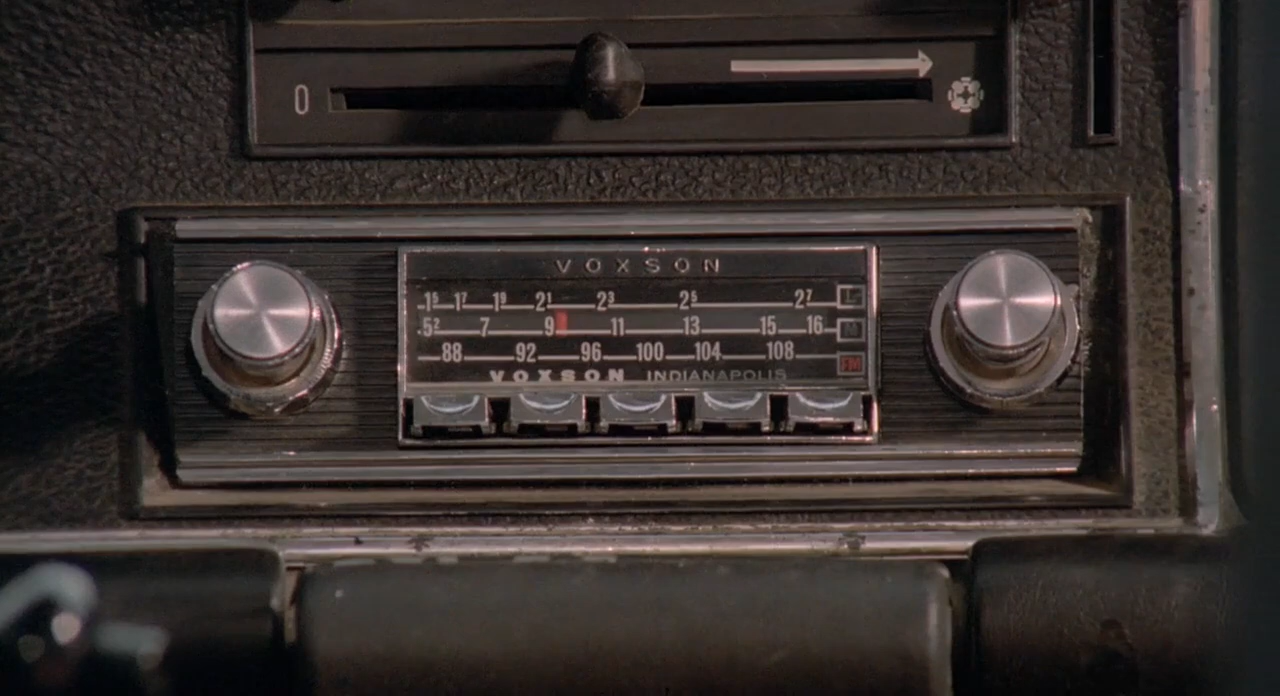 0
VOXSON
.1⁵ 1⁷ 1⁹ 2¹ 2³ 2⁵ 2⁷ L
.5² 7 9 11 13 15 16 M
88 92 96 100 104 108 FM
VOXSON INDIANAPOLIS